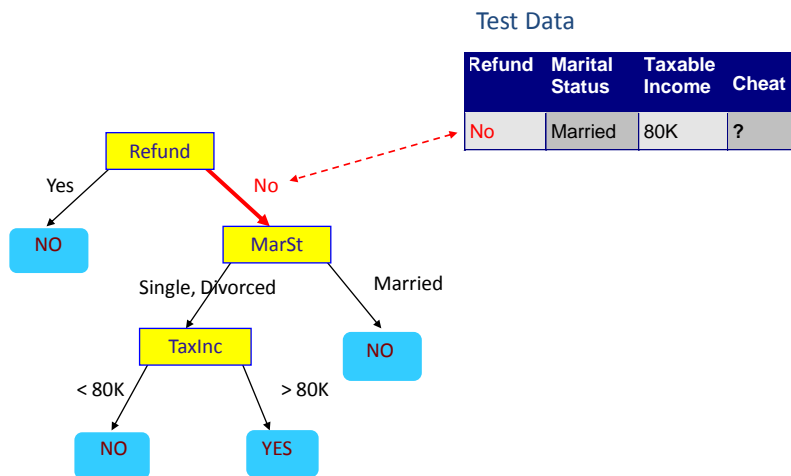 Test Data
Refund Marital Status Taxable Income Cheat
No Married 80K ?
Refund
Yes No
NO MarSt
Single, Divorced Married
TaxInc NO
< 80K > 80K
NO YES